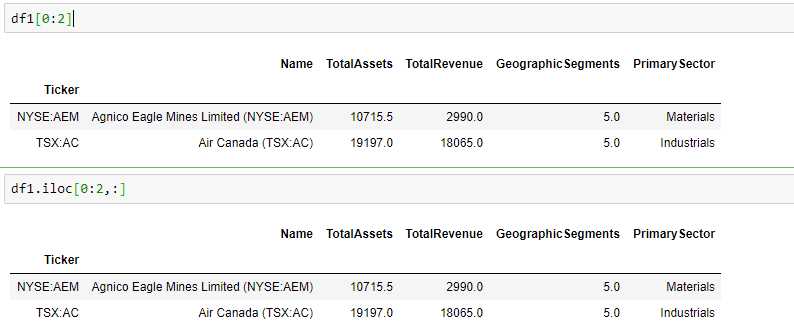 df1[0:2]
Name TotalAssets TotalRevenue GeographicSegments PrimarySector
Ticker
NYSE:AEM Agnico Eagle Mines Limited (NYSE:AEM) 10715.5 2990.0 5.0 Materials
TSX:AC Air Canada (TSX:AC) 19197.0 18065.0 5.0 Industrials
df1.iloc[0:2,:]
Name TotalAssets TotalRevenue GeographicSegments PrimarySector
Ticker
NYSE:AEM Agnico Eagle Mines Limited (NYSE:AEM) 10715.5 2990.0 5.0 Materials
TSX:AC Air Canada (TSX:AC) 19197.0 18065.0 5.0 Industrials